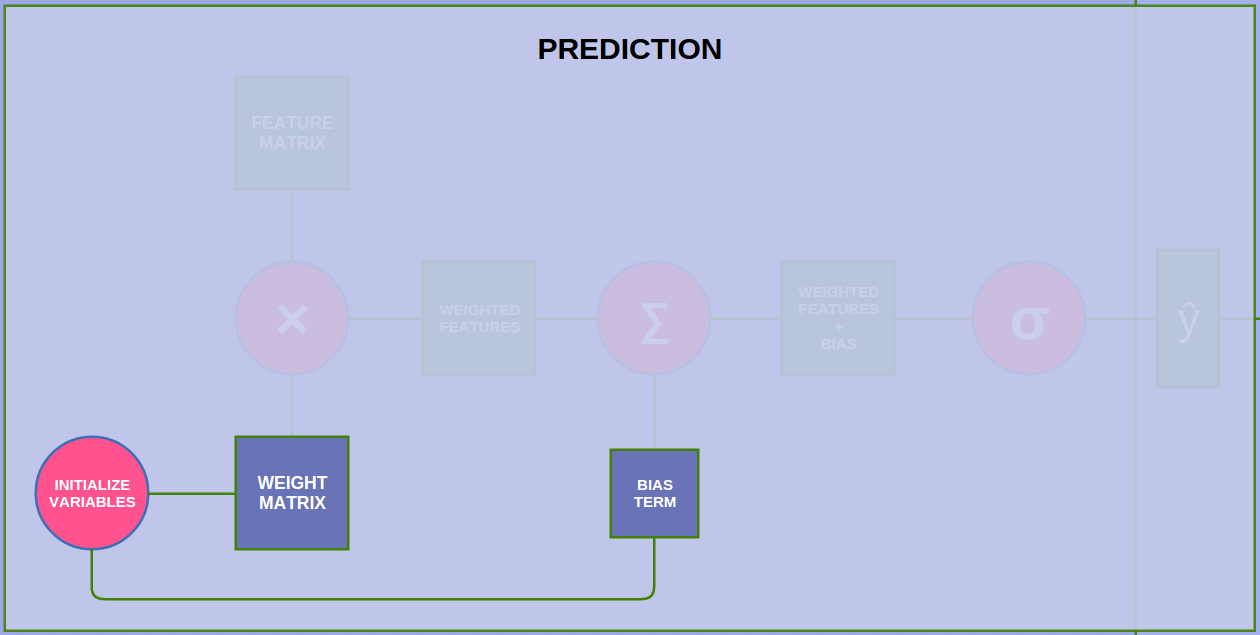 PREDICTION
FEATURE
MATRIX
×
WEIGHTED
FEATURES
∑
WEIGHTED
FEATURES
+
BIAS
σ
ŷ
INITIALIZE
VARIABLES
WEIGHT
MATRIX
BIAS
TERM